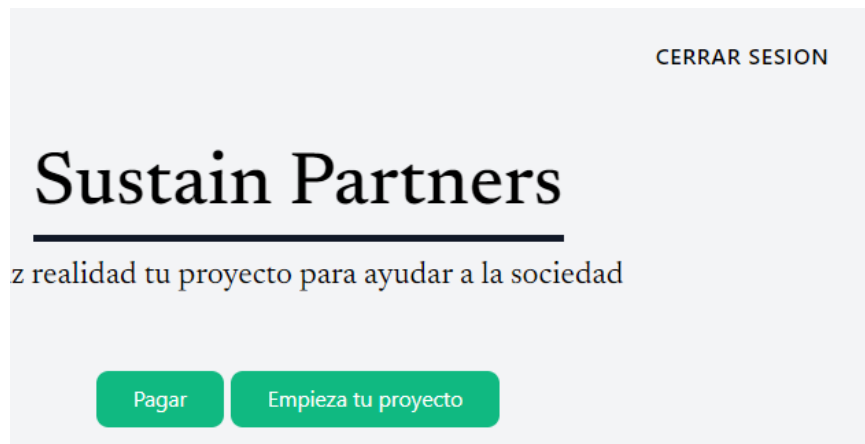 CERRAR SESION
Sustain Partners
z realidad tu proyecto para ayudar a la sociedad
Pagar Empieza tu proyecto